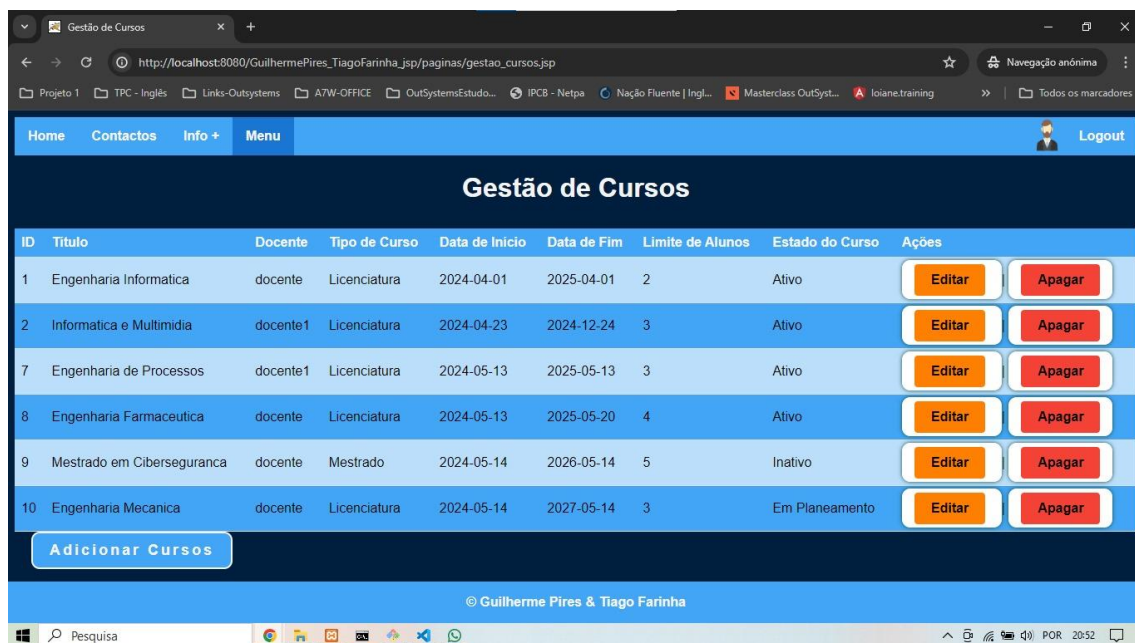 Gestão de Cursos
http://localhost:8080/GuilhermePires_TiagoFarinha_jsp/paginas/gestao_cursos.jsp Navegação anónima
Projeto 1 TPC - Inglês Links-Outsystems A7W-OFFICE OutSystemsEstudo... IPCB - Netpa Nação Fluente | Ingl... Masterclass OutSyst... loiane.training » Todos os marcadores
Home Contactos Info + Menu Logout
Gestão de Cursos
ID Titulo Docente Tipo de Curso Data de Inicio Data de Fim Limite de Alunos Estado do Curso Ações
1 Engenharia Informatica docente Licenciatura 2024-04-01 2025-04-01 2 Ativo Editar | Apagar
2 Informatica e Multimidia docente1 Licenciatura 2024-04-23 2024-12-24 3 Ativo Editar | Apagar
7 Engenharia de Processos docente1 Licenciatura 2024-05-13 2025-05-13 3 Ativo Editar | Apagar
8 Engenharia Farmaceutica docente Licenciatura 2024-05-13 2025-05-20 4 Ativo Editar | Apagar
9 Mestrado em Ciberseguranca docente Mestrado 2024-05-14 2026-05-14 5 Inativo Editar | Apagar
10 Engenharia Mecanica docente Licenciatura 2024-05-14 2027-05-14 3 Em Planeamento Editar | Apagar
Adicionar Cursos
© Guilherme Pires & Tiago Farinha
Pesquisa POR 20:52